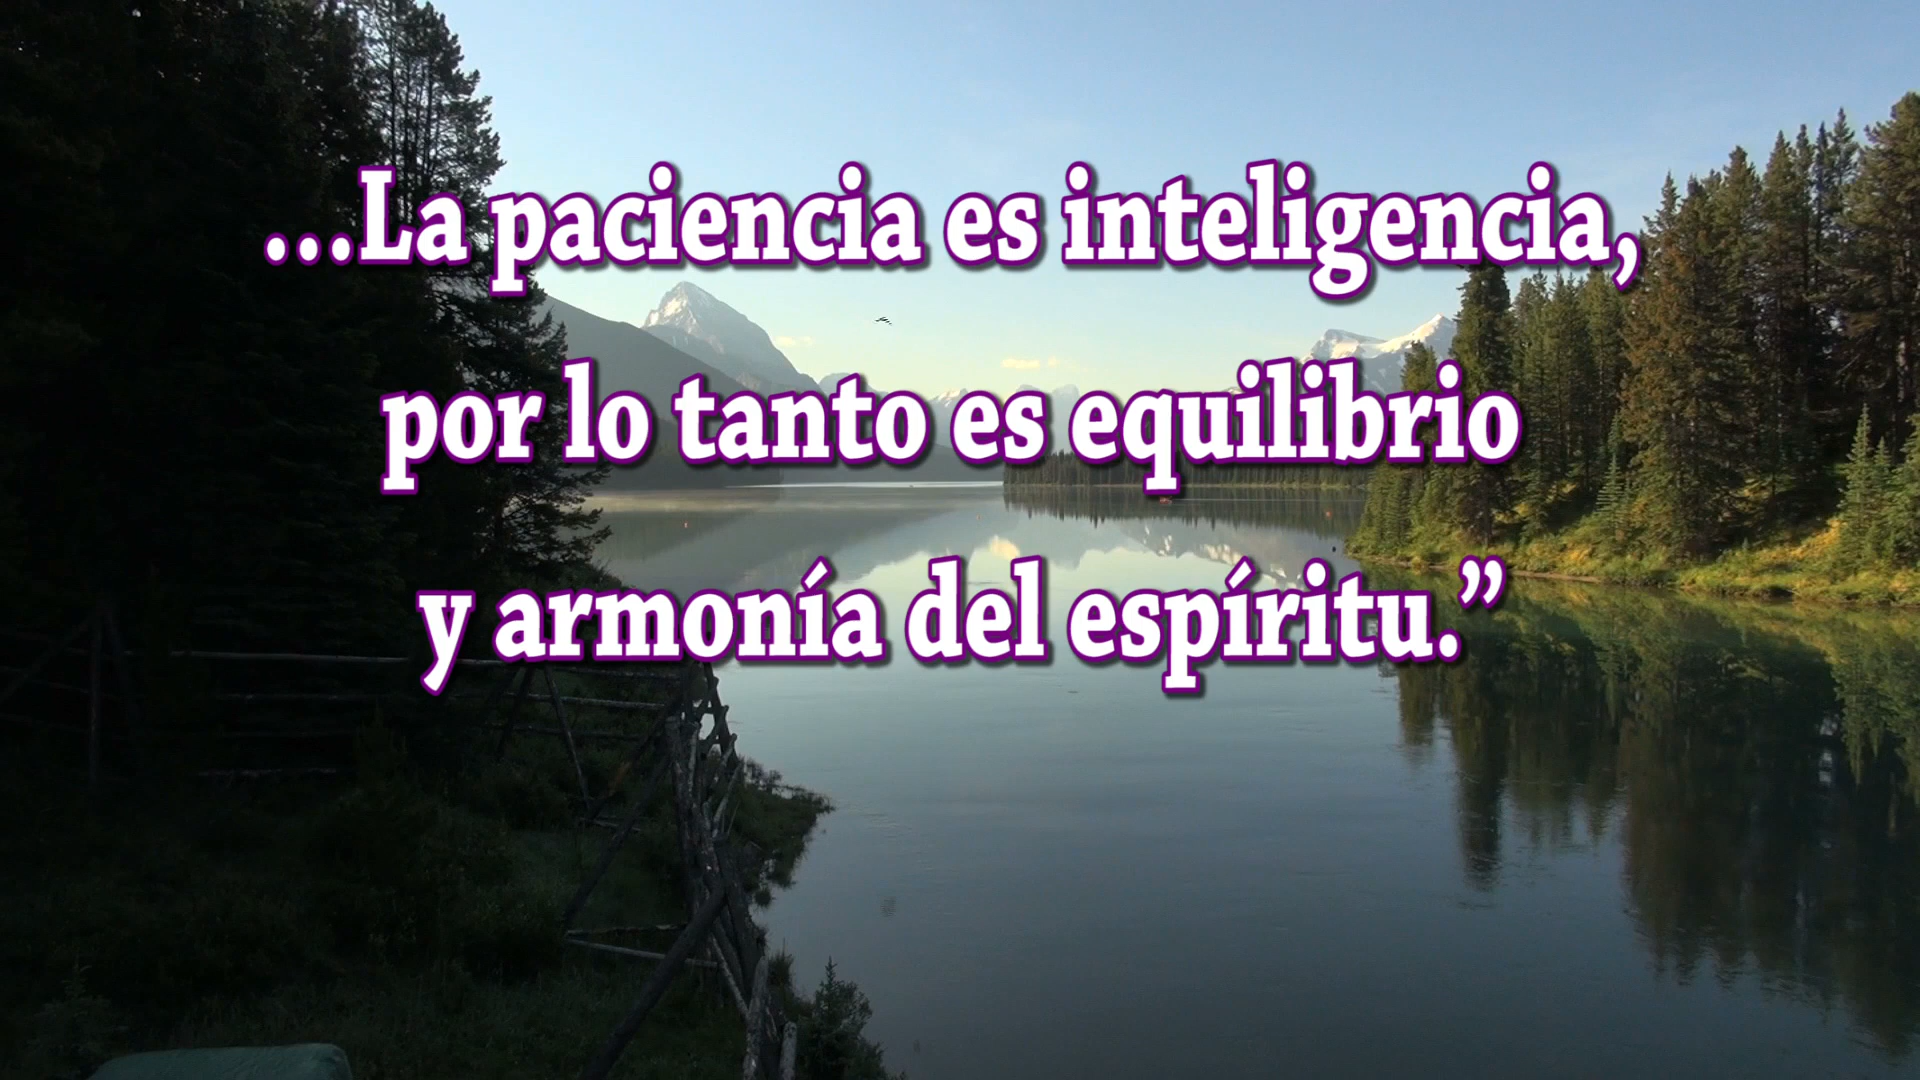 ...La paciencia es inteligencia,
por lo tanto es equilibrio
y armonía del espíritu.”